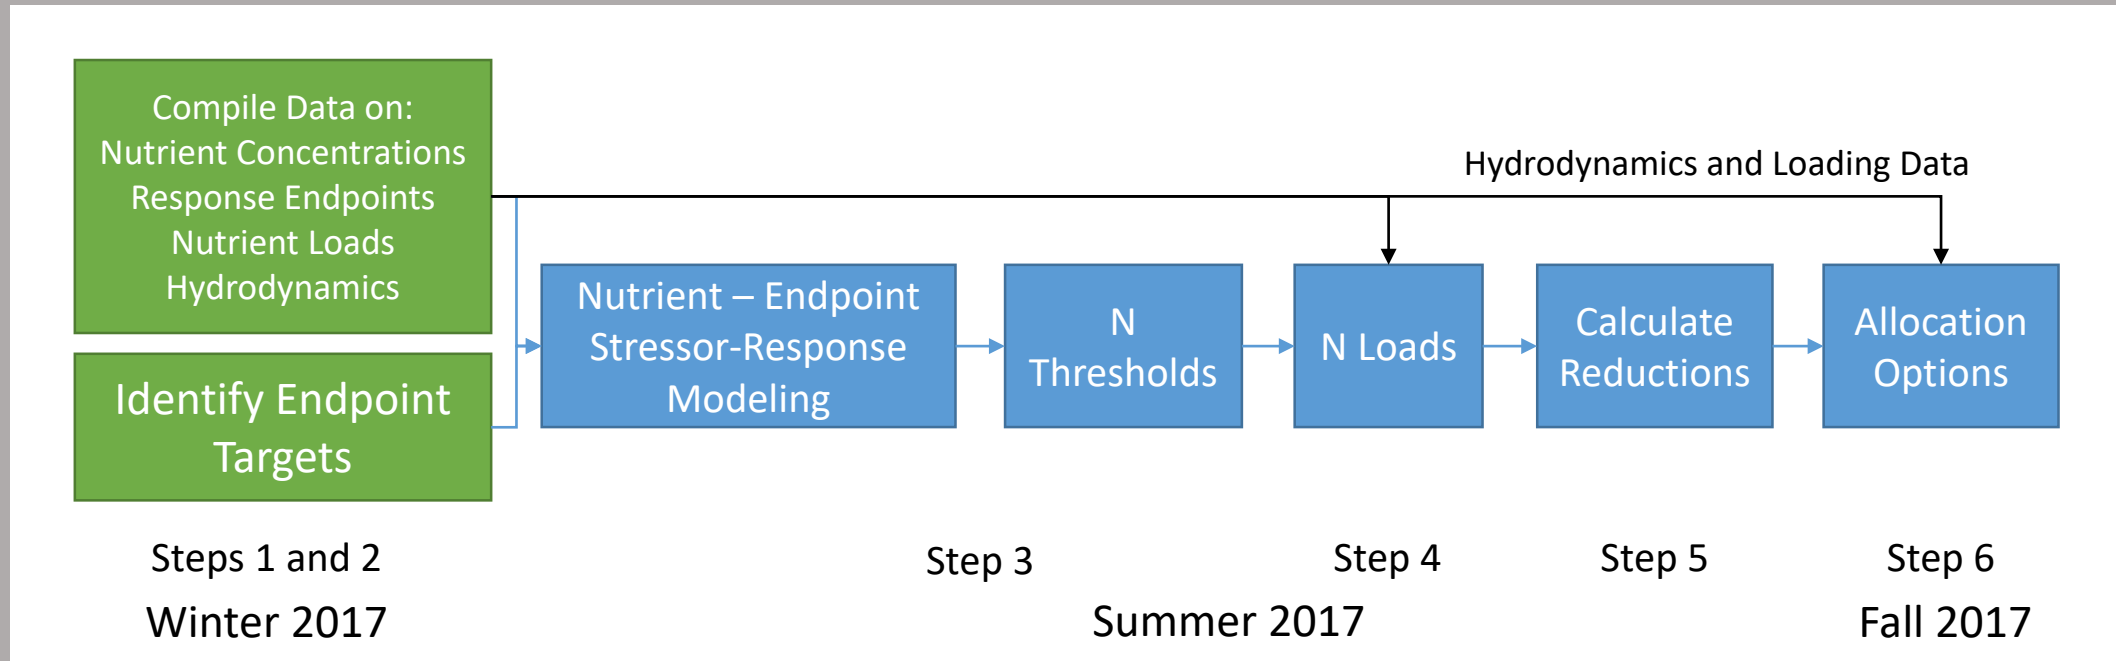 Compile Data on:
Nutrient Concentrations
Response Endpoints
Nutrient Loads
Hydrodynamics
Identify Endpoint
Targets
Hydrodynamics and Loading Data
Nutrient – Endpoint
Stressor-Response
Modeling
N
Thresholds
N Loads
Calculate
Reductions
Allocation
Options
Steps 1 and 2
Step 3
Step 4
Step 5
Step 6
Winter 2017
Summer 2017
Fall 2017